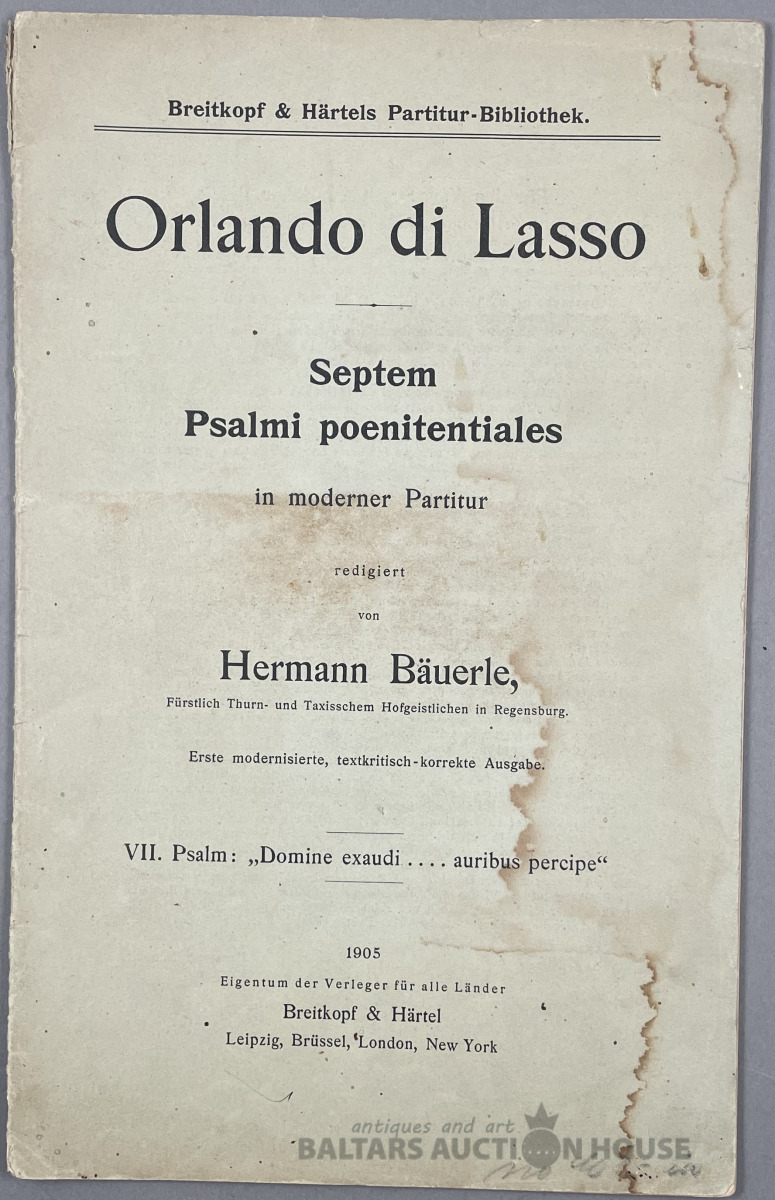 Breitkopf & Härtels Partitur-Bibliothek.
Orlando di Lasso
Septem
Psalmi poenitentiales
in moderner Partitur
redigiert
von
Hermann Bäuerle,
Fürstlich Thurn- und Taxisschem Hofgeistlichen in Regensburg.
Erste modernisierte, textkritisch-korrekte Ausgabe.
VII. Psalm: „Domine exaudi .... auribus percipe“
1905
Eigentum der Verleger für alle Länder
Breitkopf & Härtel
Leipzig, Brüssel, London, New York
antiques and art
BALTARS AUCTION HOUSE